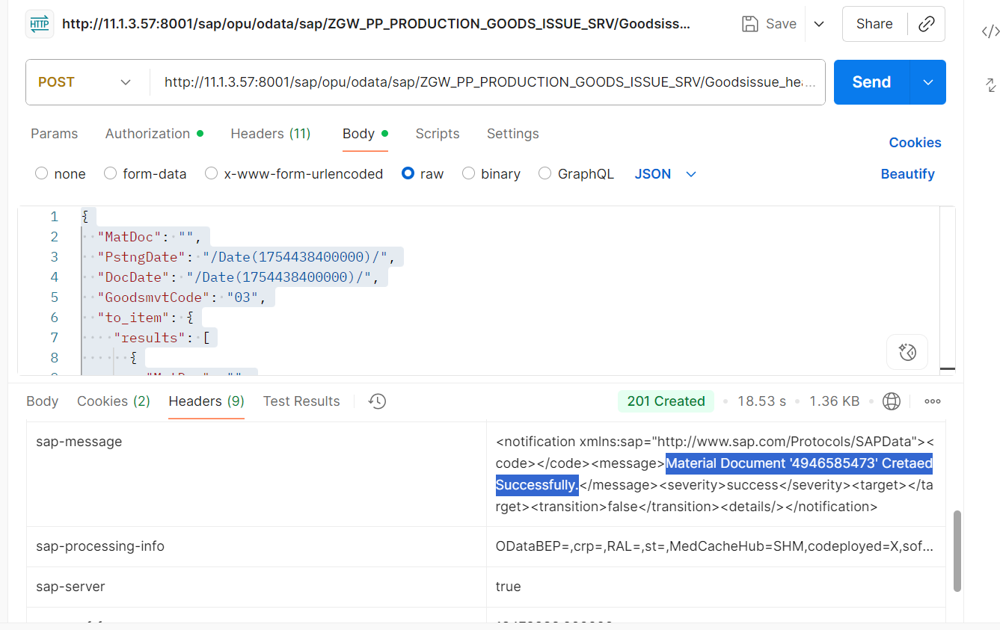 HTTP http://11.1.3.57:8001/sap/opu/odata/sap/ZGW_PP_PRODUCTION_GOODS_ISSUE_SRV/Goodsiss... Save Share
POST http://11.1.3.57:8001/sap/opu/odata/sap/ZGW_PP_PRODUCTION_GOODS_ISSUE_SRV/Goodsissue_he... Send
Params Authorization Headers (11) Body Scripts Settings Cookies
none form-data x-www-form-urlencoded raw binary GraphQL JSON Beautify
1 {
2 "MatDoc": "",
3 "PstngDate": "/Date(1754438400000)/",
4 "DocDate": "/Date(1754438400000)/",
5 "GoodsmvtCode": "03",
6 "to_item": {
7 "results": [
8 {
Body Cookies (2) Headers (9) Test Results 201 Created 18.53 s 1.36 KB
sap-message <notification xmlns:sap="http://www.sap.com/Protocols/SAPData"><
code></code><message>Material Document '4946585473' Cretaed
Successfully.</message><severity>success</severity><target></ta
rget><transition>false</transition><details/></notification>
sap-processing-info ODataBEP=,crp=,RAL=,st=,MedCacheHub=SHM,codeployed=X,sof...
sap-server true